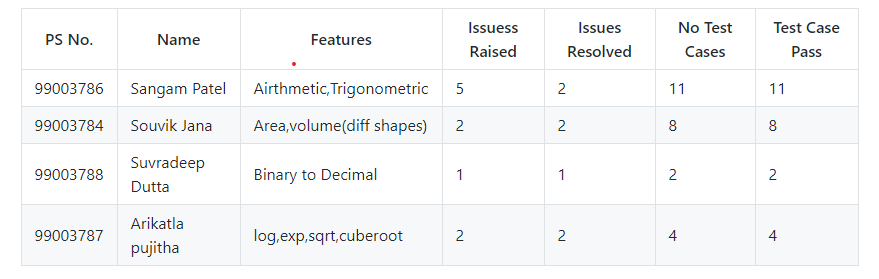 PS No. Name Features Issuess Raised Issues Resolved No Test Cases Test Case Pass
99003786 Sangam Patel Airthmetic,Trigonometric 5 2 11 11
99003784 Souvik Jana Area,volume(diff shapes) 2 2 8 8
99003788 Suvradeep Dutta Binary to Decimal 1 1 2 2
99003787 Arikatla pujitha log,exp,sqrt,cuberoot 2 2 4 4